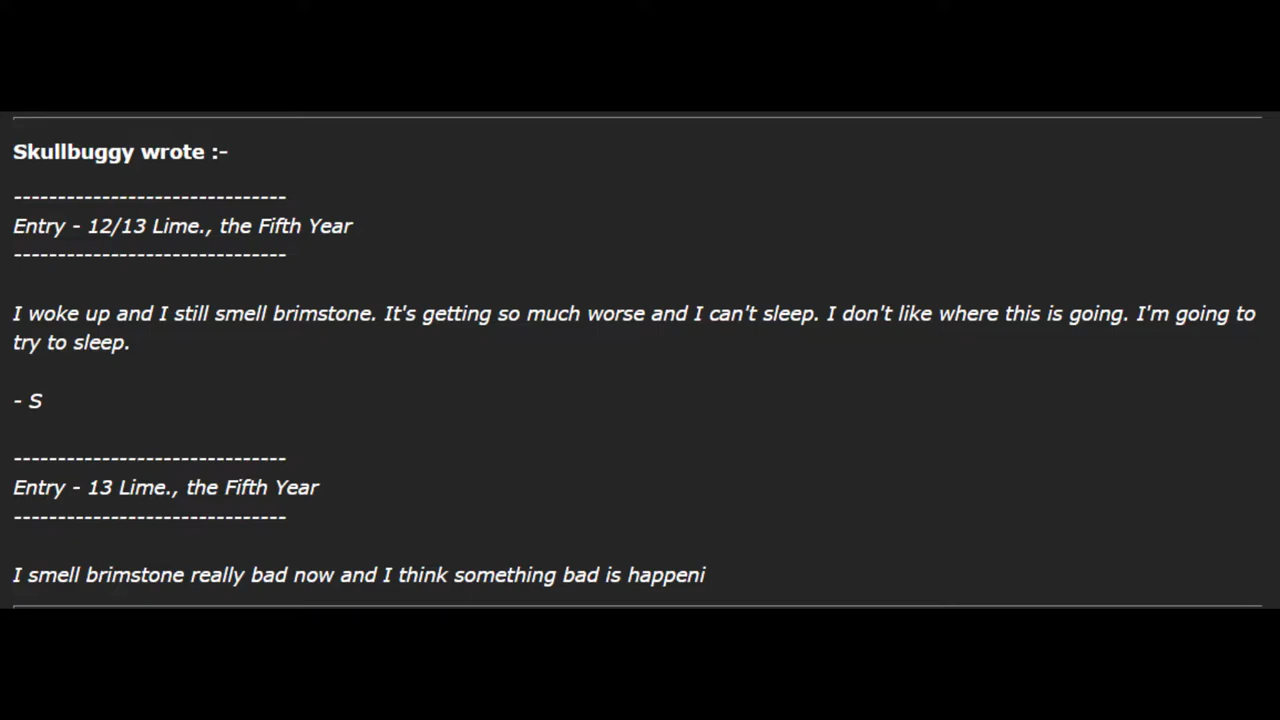 Skullbuggy wrote :-
-------------------------------
Entry - 12/13 Lime., the Fifth Year
-------------------------------
I woke up and I still smell brimstone. It's getting so much worse and I can't sleep. I don't like where this is going. I'm going to
try to sleep.
- S
-------------------------------
Entry - 13 Lime., the Fifth Year
-------------------------------
I smell brimstone really bad now and I think something bad is happeni